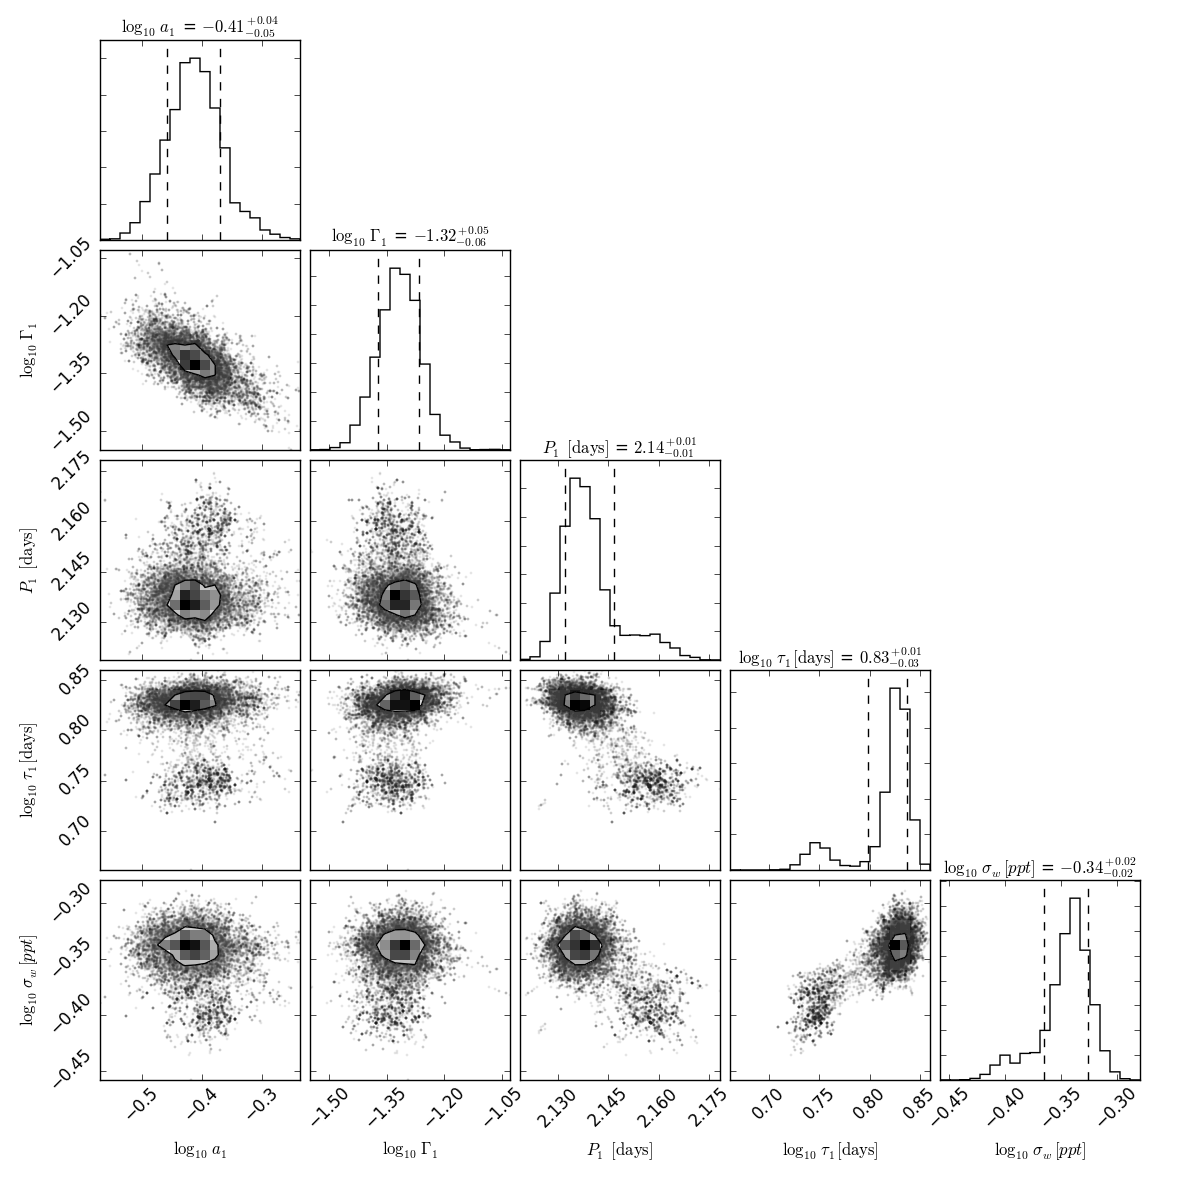 log₁₀ a₁ = −0.41 +0.04 −0.05
−1.05
−1.20
−1.35
−1.50
log₁₀ Γ₁
log₁₀ Γ₁ = −1.32 +0.05 −0.06
2.175
2.160
2.145
2.130
P₁ [days]
P₁ [days] = 2.14 +0.01 −0.01
0.85
0.80
0.75
0.70
log₁₀ τ₁[days]
log₁₀ τ₁[days] = 0.83 +0.01 −0.03
−0.30
−0.35
−0.40
−0.45
log₁₀ σ_w[ppt]
log₁₀ σ_w[ppt] = −0.34 +0.02 −0.02
−0.5 −0.4 −0.3 −1.50 −1.35 −1.20 −1.05 2.130 2.145 2.160 2.175 0.70 0.75 0.80 0.85 −0.45 −0.40 −0.35 −0.30
log₁₀ a₁ log₁₀ Γ₁ P₁ [days] log₁₀ τ₁[days] log₁₀ σ_w[ppt]